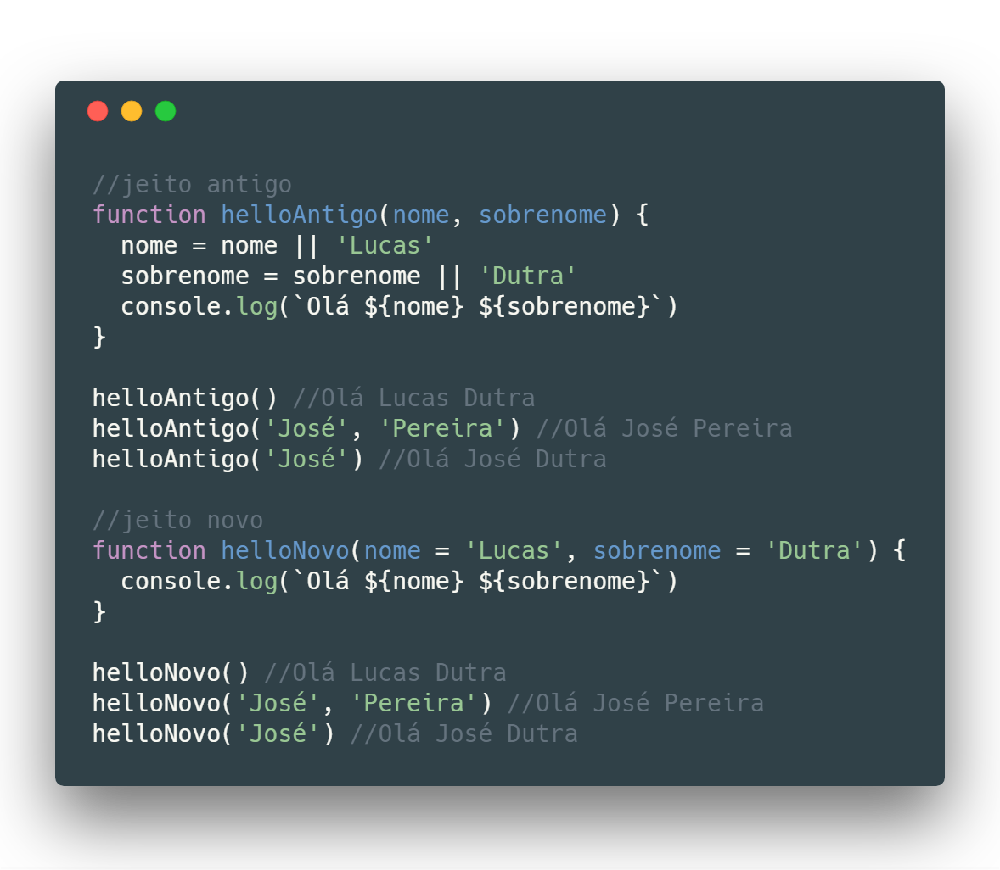 //jeito antigo
function helloAntigo(nome, sobrenome) {
  nome = nome || 'Lucas'
  sobrenome = sobrenome || 'Dutra'
  console.log(`Olá ${nome} ${sobrenome}`)
}

helloAntigo() //Olá Lucas Dutra
helloAntigo('José', 'Pereira') //Olá José Pereira
helloAntigo('José') //Olá José Dutra

//jeito novo
function helloNovo(nome = 'Lucas', sobrenome = 'Dutra') {
  console.log(`Olá ${nome} ${sobrenome}`)
}

helloNovo() //Olá Lucas Dutra
helloNovo('José', 'Pereira') //Olá José Pereira
helloNovo('José') //Olá José Dutra